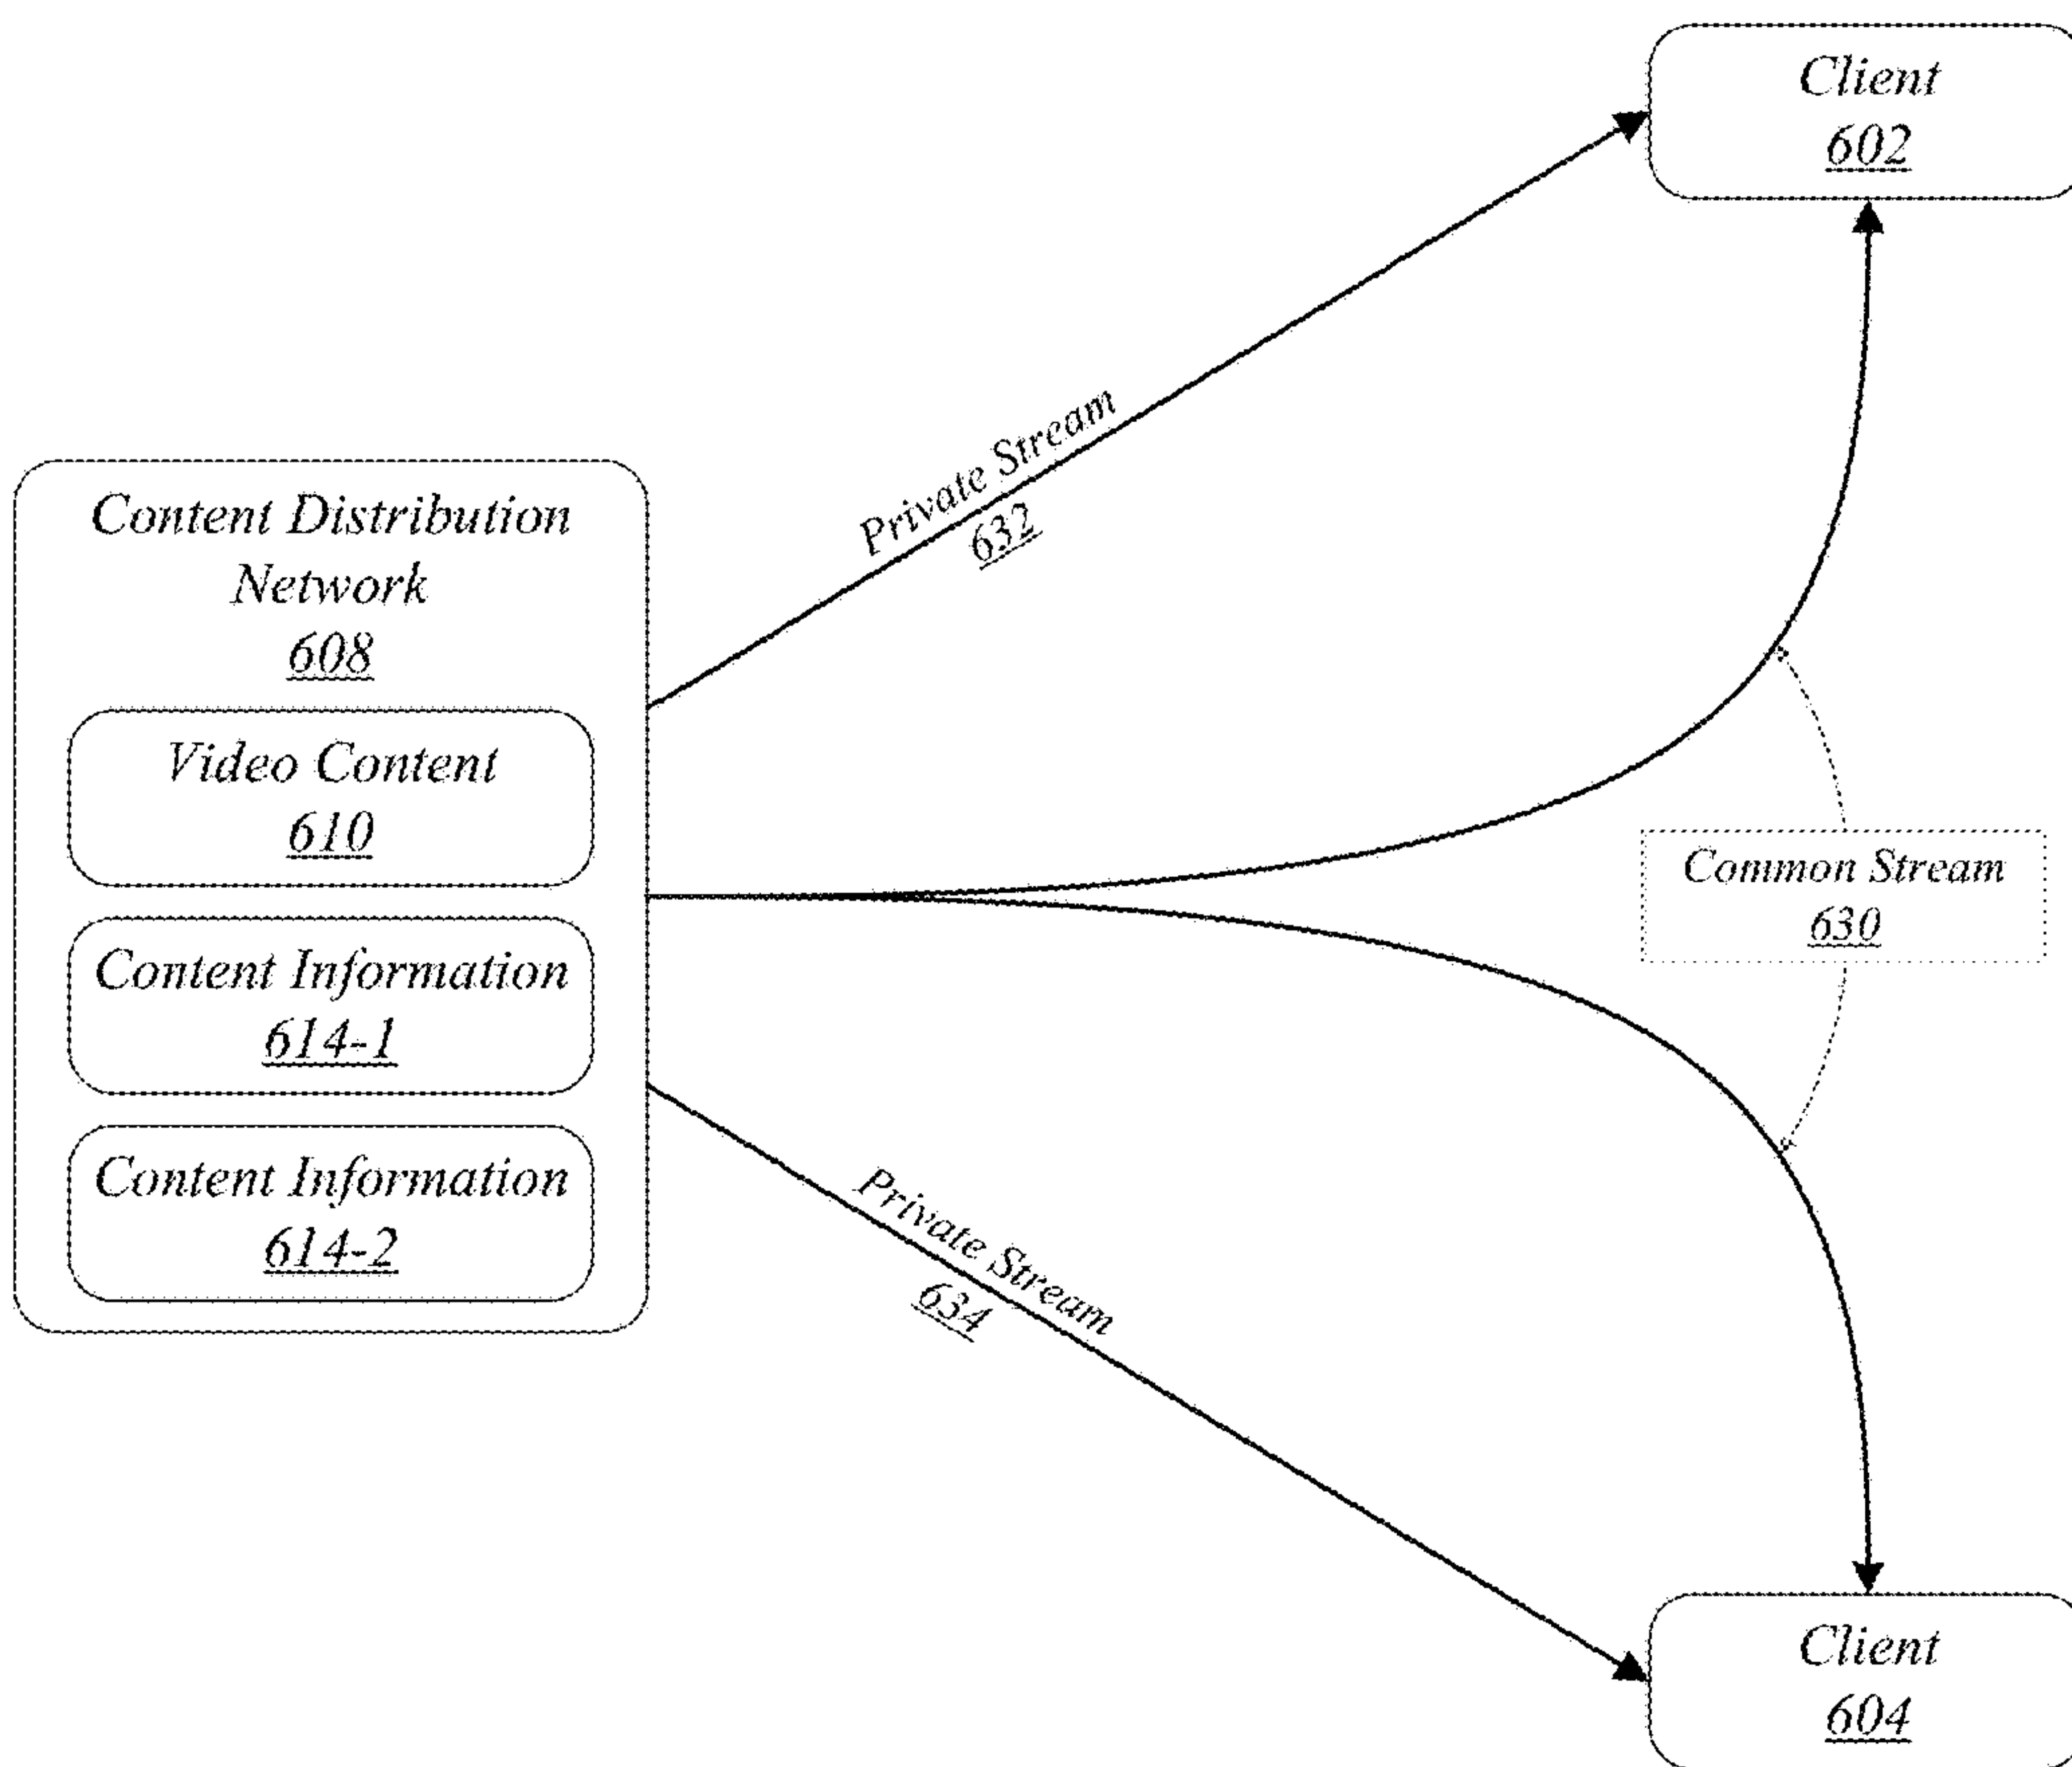 Client
602
Private Stream
632
Content Distribution
Network
608
Video Content
610
Common Stream
630
Content Information
614-1
Content Information
614-2
Private Stream
634
Client
604